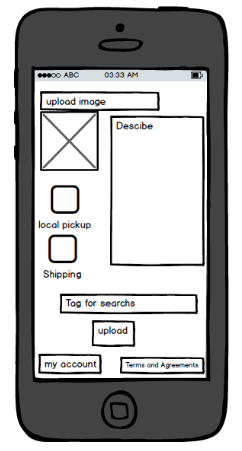 ABC 03:33 AM
upload image
Descibe
local pickup
Shipping
Tag for searchs
upload
my account
Terms and Agreements